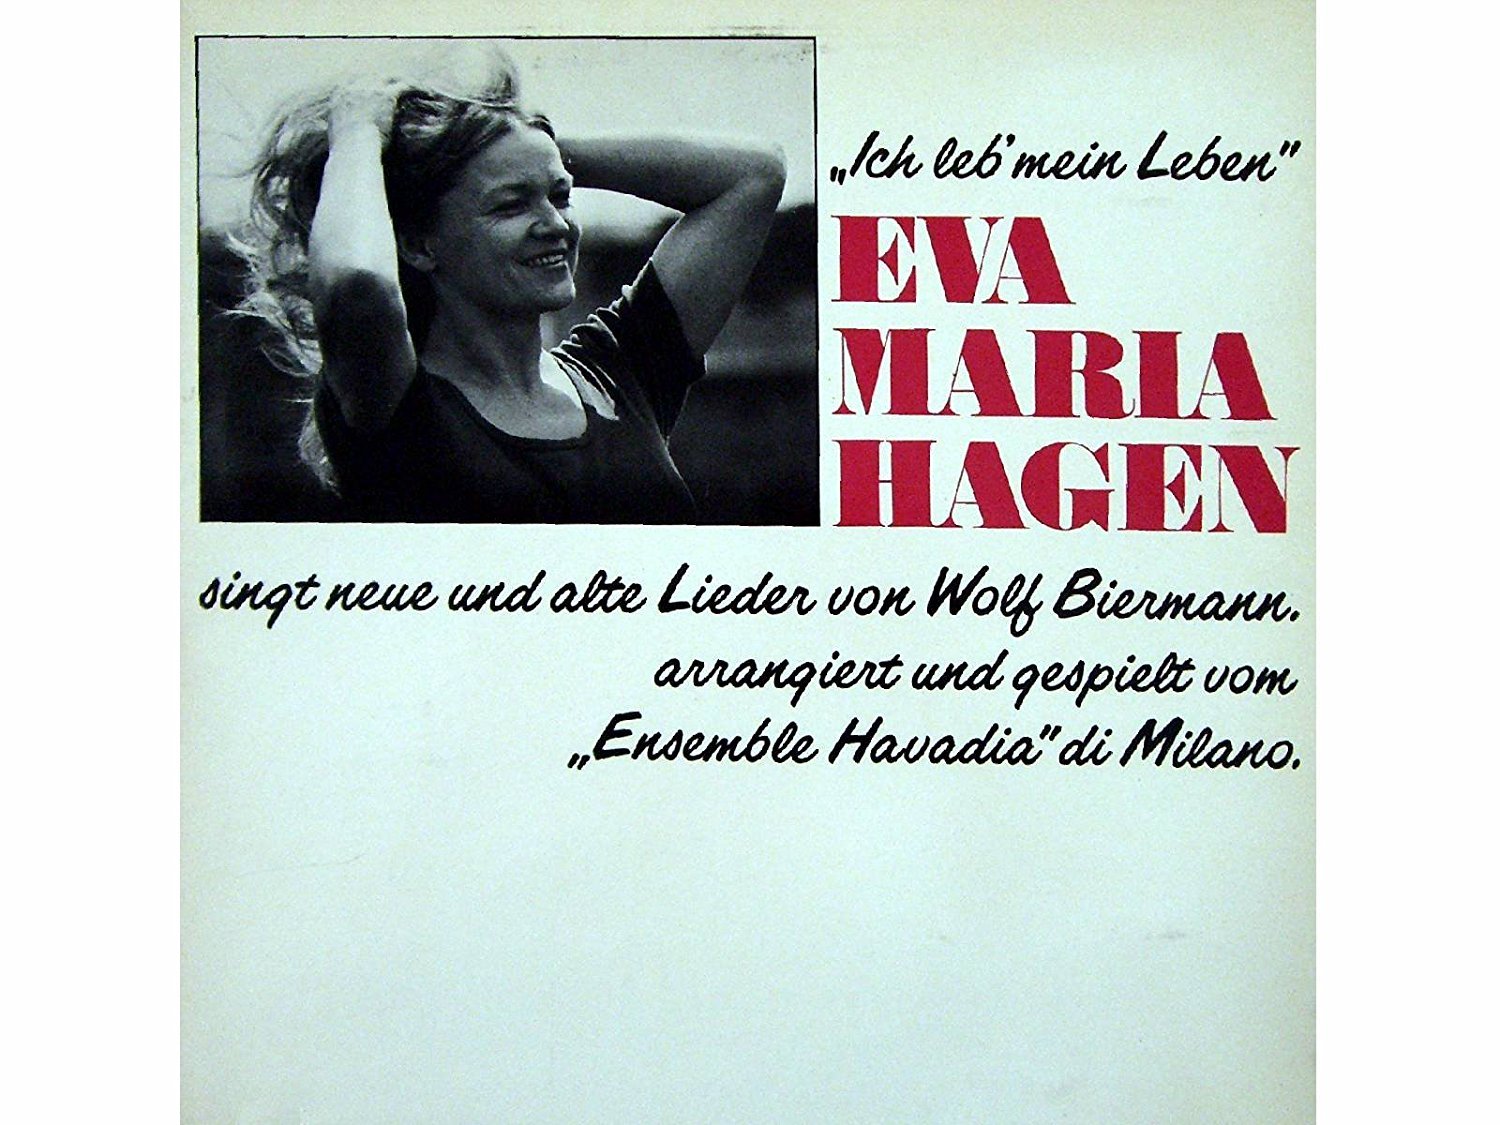 „Ich leb’ mein Leben”
EVA
MARIA
HAGEN
singt neue und alte Lieder von Wolf Biermann.
arrangiert und gespielt vom
„Ensemble Havadia” di Milano.